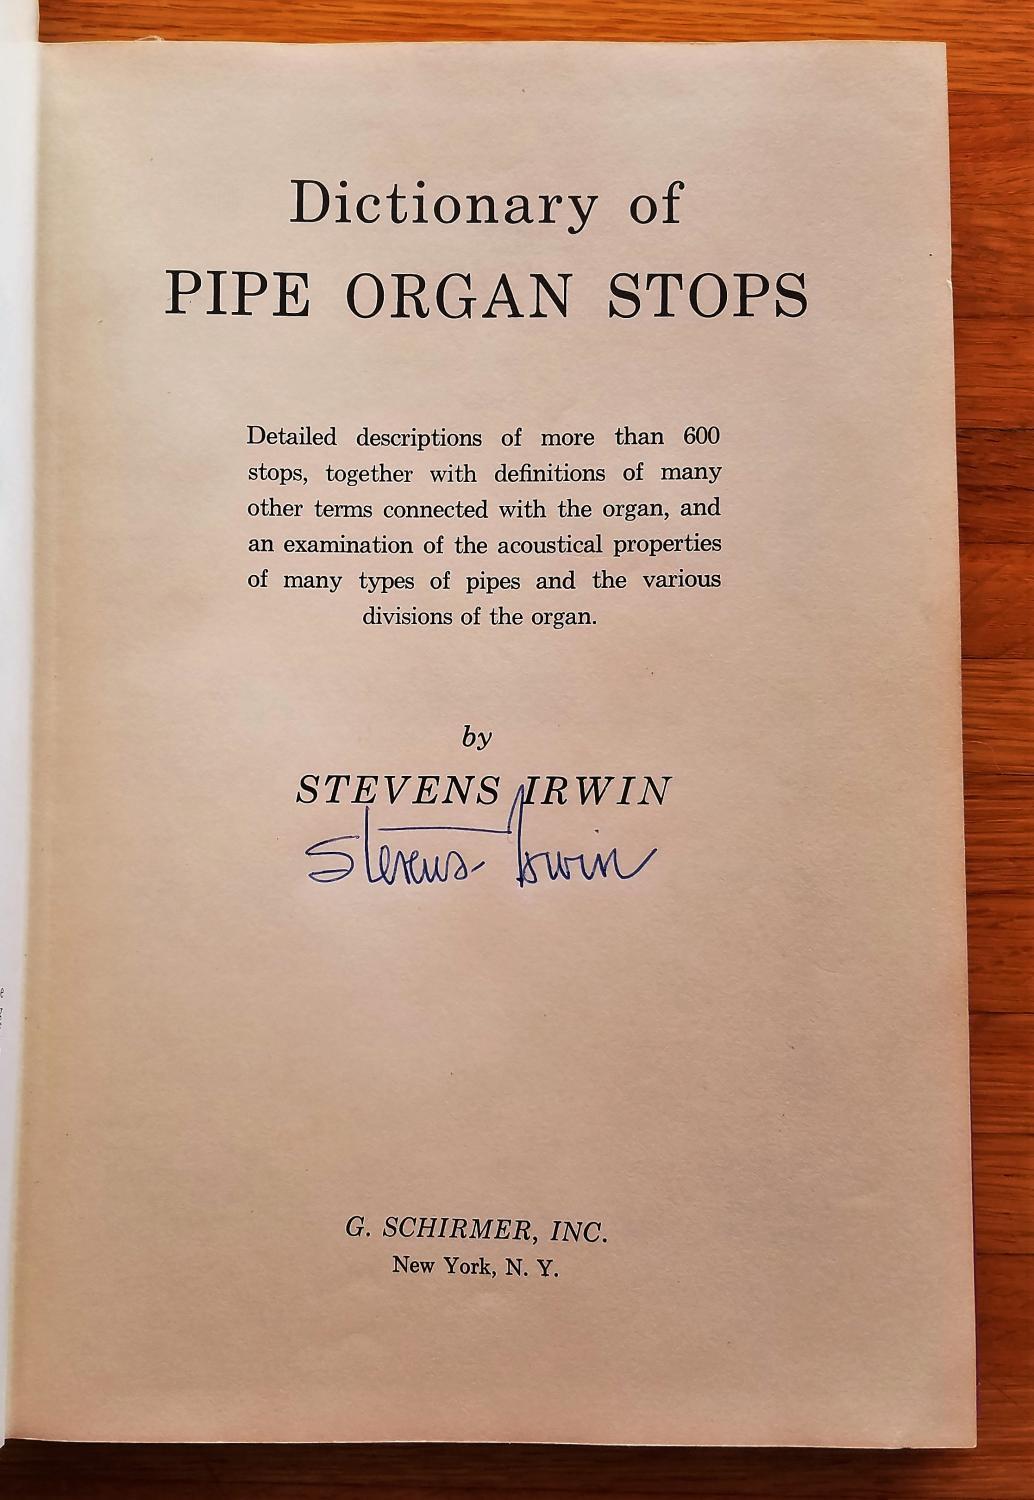 Dictionary of
PIPE ORGAN STOPS
Detailed descriptions of more than 600
stops, together with definitions of many
other terms connected with the organ, and
an examination of the acoustical properties
of many types of pipes and the various
divisions of the organ.
by
STEVENS IRWIN
Stevens Irwin
G. SCHIRMER, INC.
New York, N. Y.